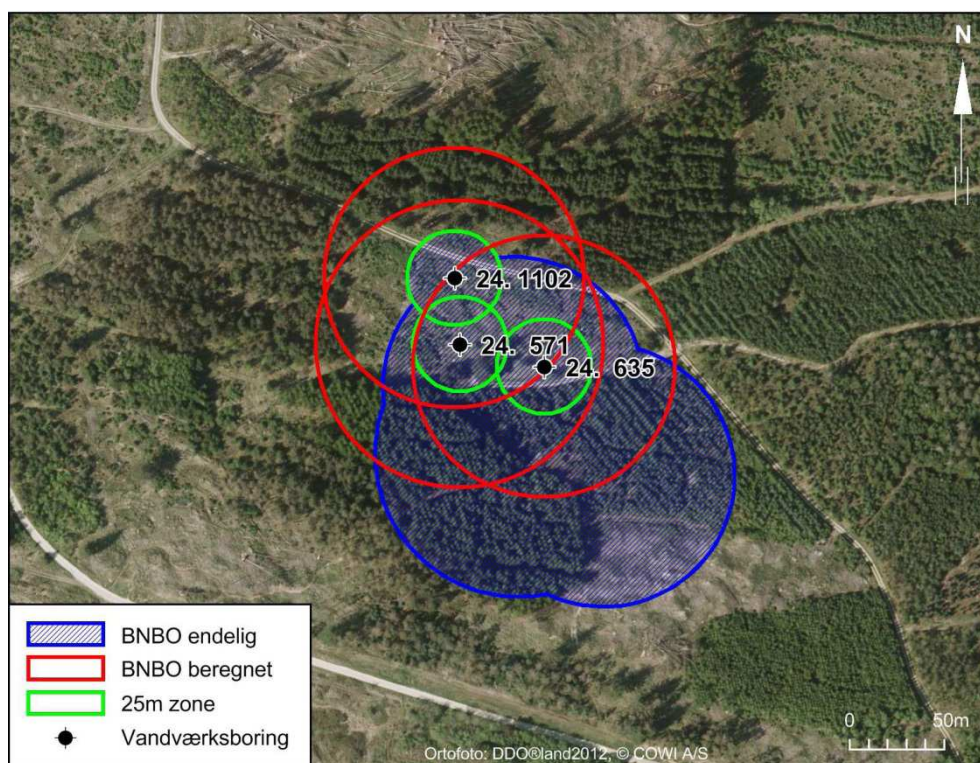 N
24. 1102
24. 571
24. 635
BNBO endelig
BNBO beregnet
25m zone
Vandværksboring
0 50m
Ortofoto: DDO®land2012, © COWI A/S